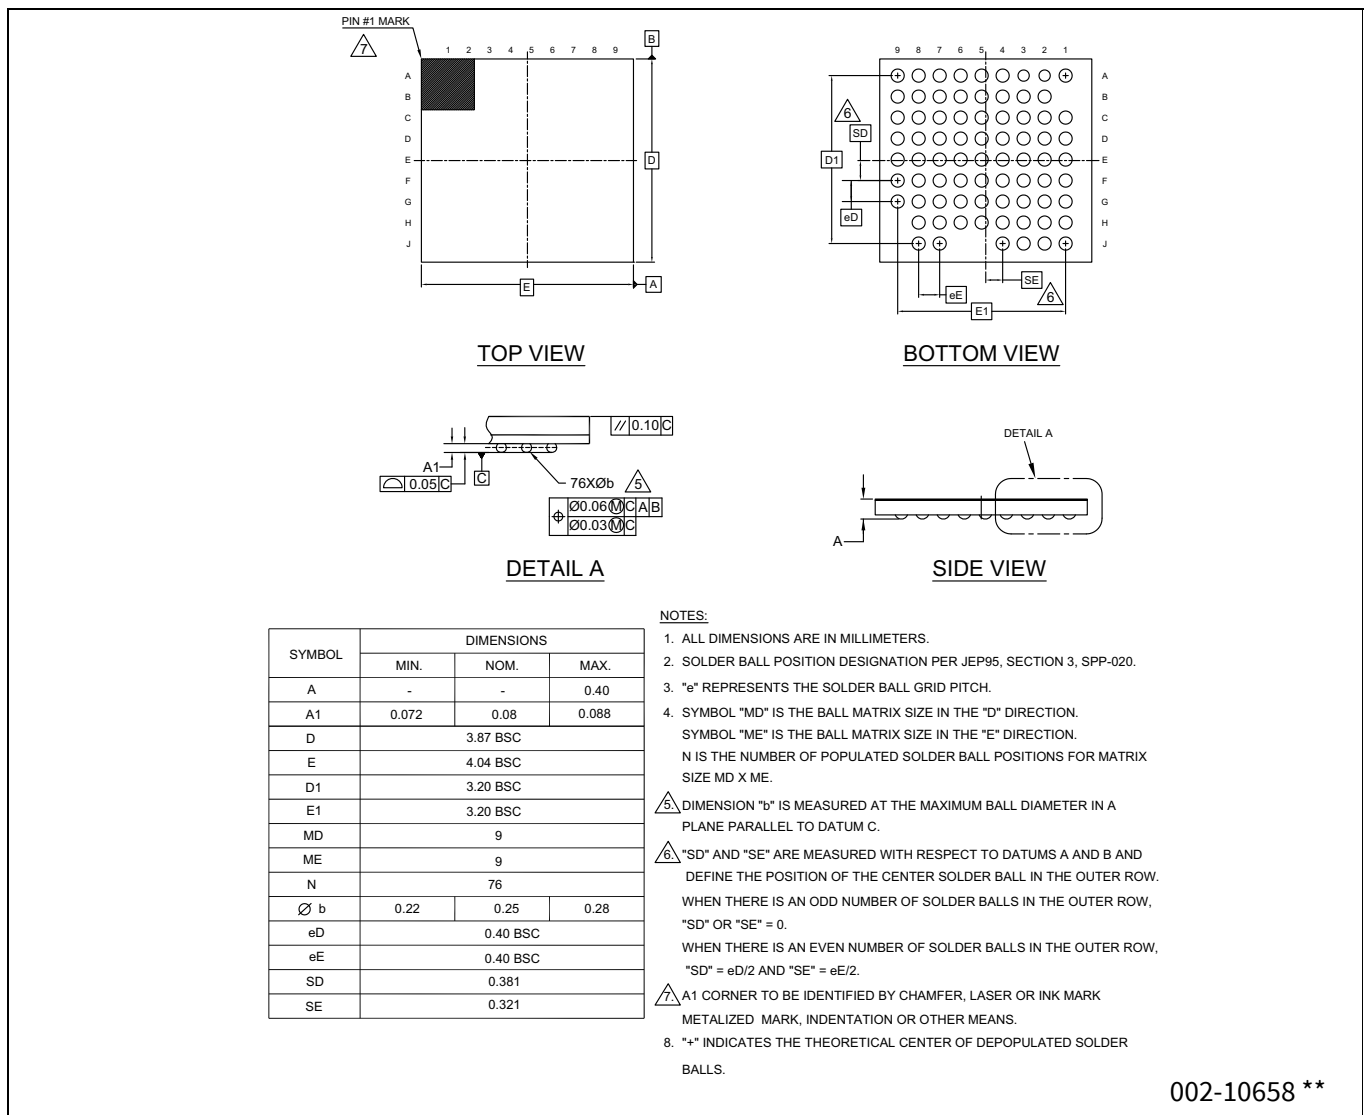 PIN #1 MARK
7
1 2 3 4 5 6 7 8 9
B
A
B
C
D
E
F
G
H
J
D
E
A
TOP VIEW
9 8 7 6 5 4 3 2 1
A
B
C
D
E
F
G
H
J
6
SD
D1
eD
SE
6
eE
E1
BOTTOM VIEW
// 0.10 C
A1
C
0.05 C
76XØb 5
Ø0.06 Ⓜ C A B
Ø0.03 Ⓜ C
DETAIL A
DETAIL A
A
SIDE VIEW
SYMBOL DIMENSIONS
MIN. NOM. MAX.
A - - 0.40
A1 0.072 0.08 0.088
D 3.87 BSC
E 4.04 BSC
D1 3.20 BSC
E1 3.20 BSC
MD 9
ME 9
N 76
Ø b 0.22 0.25 0.28
eD 0.40 BSC
eE 0.40 BSC
SD 0.381
SE 0.321
NOTES:
1. ALL DIMENSIONS ARE IN MILLIMETERS.
2. SOLDER BALL POSITION DESIGNATION PER JEP95, SECTION 3, SPP-020.
3. "e" REPRESENTS THE SOLDER BALL GRID PITCH.
4. SYMBOL "MD" IS THE BALL MATRIX SIZE IN THE "D" DIRECTION.
SYMBOL "ME" IS THE BALL MATRIX SIZE IN THE "E" DIRECTION.
N IS THE NUMBER OF POPULATED SOLDER BALL POSITIONS FOR MATRIX
SIZE MD X ME.
5. DIMENSION "b" IS MEASURED AT THE MAXIMUM BALL DIAMETER IN A
PLANE PARALLEL TO DATUM C.
6. "SD" AND "SE" ARE MEASURED WITH RESPECT TO DATUMS A AND B AND
DEFINE THE POSITION OF THE CENTER SOLDER BALL IN THE OUTER ROW.
WHEN THERE IS AN ODD NUMBER OF SOLDER BALLS IN THE OUTER ROW,
"SD" OR "SE" = 0.
WHEN THERE IS AN EVEN NUMBER OF SOLDER BALLS IN THE OUTER ROW,
"SD" = eD/2 AND "SE" = eE/2.
7. A1 CORNER TO BE IDENTIFIED BY CHAMFER, LASER OR INK MARK
METALIZED MARK, INDENTATION OR OTHER MEANS.
8. "+" INDICATES THE THEORETICAL CENTER OF DEPOPULATED SOLDER
BALLS.
002-10658 **